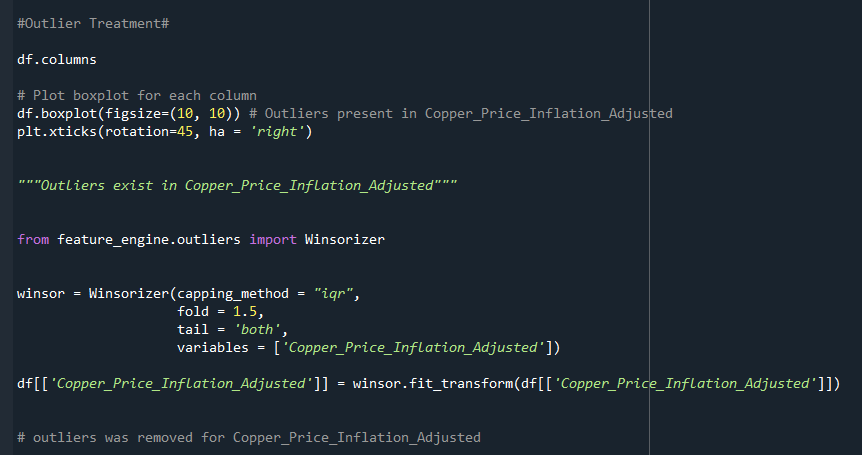 #Outlier Treatment#
df.columns
# Plot boxplot for each column
df.boxplot(figsize=(10, 10)) # Outliers present in Copper_Price_Inflation_Adjusted
plt.xticks(rotation=45, ha = 'right')
"""Outliers exist in Copper_Price_Inflation_Adjusted"""
from feature_engine.outliers import Winsorizer
winsor = Winsorizer(capping_method = "iqr",
                    fold = 1.5,
                    tail = 'both',
                    variables = ['Copper_Price_Inflation_Adjusted'])
df[['Copper_Price_Inflation_Adjusted']] = winsor.fit_transform(df[['Copper_Price_Inflation_Adjusted']])
# outliers was removed for Copper_Price_Inflation_Adjusted